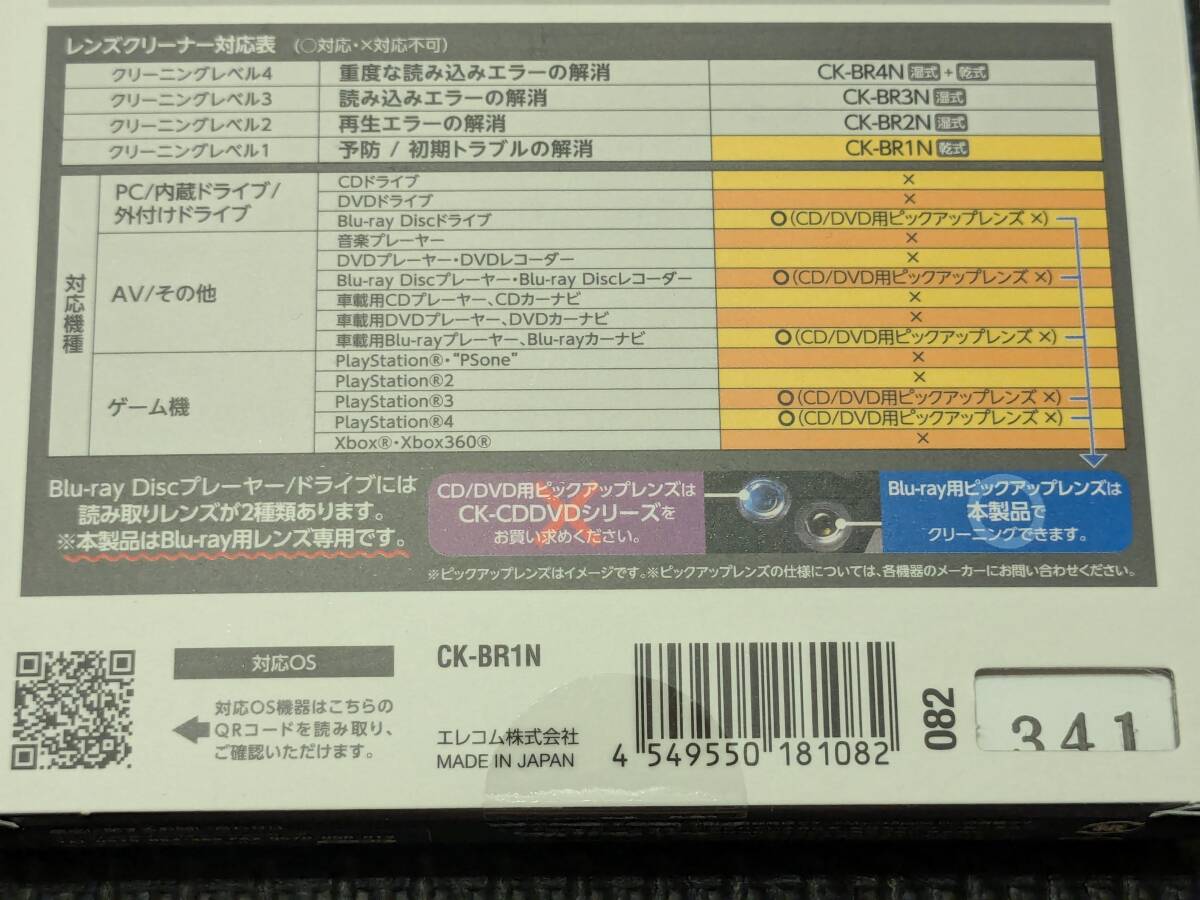 レンズクリーナー対応表 (○対応・×対応不可)
クリーニングレベル4 重度な読み込みエラーの解消 CK-BR4N 湿式 + 乾式
クリーニングレベル3 読み込みエラーの解消 CK-BR3N 湿式
クリーニングレベル2 再生エラーの解消 CK-BR2N 湿式
クリーニングレベル1 予防 / 初期トラブルの解消 CK-BR1N 乾式
対応機種
PC/内蔵ドライブ/
外付けドライブ
CDドライブ ×
DVDドライブ ×
Blu-ray Discドライブ ○(CD/DVD用ピックアップレンズ ×)
AV/その他
音楽プレーヤー ×
DVDプレーヤー・DVDレコーダー ×
Blu-ray Discプレーヤー・Blu-ray Discレコーダー ○(CD/DVD用ピックアップレンズ ×)
車載用CDプレーヤー、CDカーナビ ×
車載用DVDプレーヤー、DVDカーナビ ×
車載用Blu-rayプレーヤー、Blu-rayカーナビ ○(CD/DVD用ピックアップレンズ ×)
ゲーム機
PlayStation®・"PSone" ×
PlayStation®2 ×
PlayStation®3 ○(CD/DVD用ピックアップレンズ ×)
PlayStation®4 ○(CD/DVD用ピックアップレンズ ×)
Xbox®・Xbox360® ×
Blu-ray Discプレーヤー/ドライブには
読み取りレンズが2種類あります。
※本製品はBlu-ray用レンズ専用です。
CD/DVD用ピックアップレンズは
CK-CDDVDシリーズを
お買い求めください。
Blu-ray用ピックアップレンズは
本製品で
クリーニングできます。
※ピックアップレンズはイメージです。※ピックアップレンズの仕様については、各機器のメーカーにお問い合わせください。
対応OS
対応OS機器はこちらの
QRコードを読み取り、
ご確認いただけます。
CK-BR1N
エレコム株式会社
MADE IN JAPAN
4 549550 181082
082
341